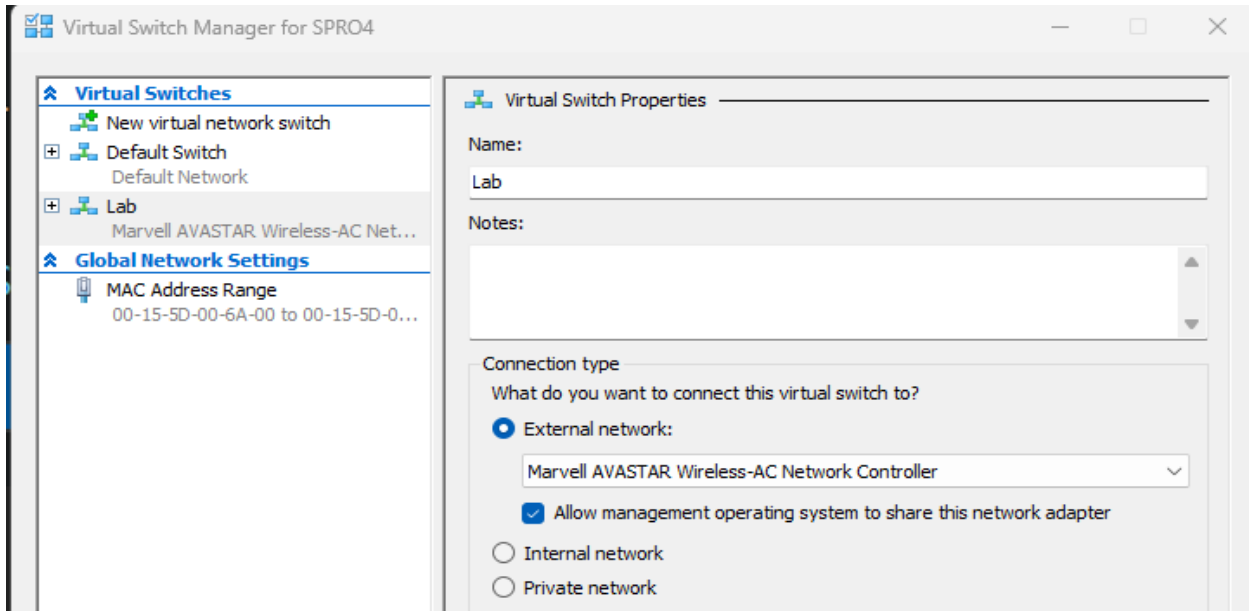 Virtual Switch Manager for SPRO4
Virtual Switches
New virtual network switch
Default Switch
Default Network
Lab
Marvell AVASTAR Wireless-AC Net...
Global Network Settings
MAC Address Range
00-15-5D-00-6A-00 to 00-15-5D-0...
Virtual Switch Properties
Name:
Lab
Notes:
Connection type
What do you want to connect this virtual switch to?
External network:
Marvell AVASTAR Wireless-AC Network Controller
Allow management operating system to share this network adapter
Internal network
Private network